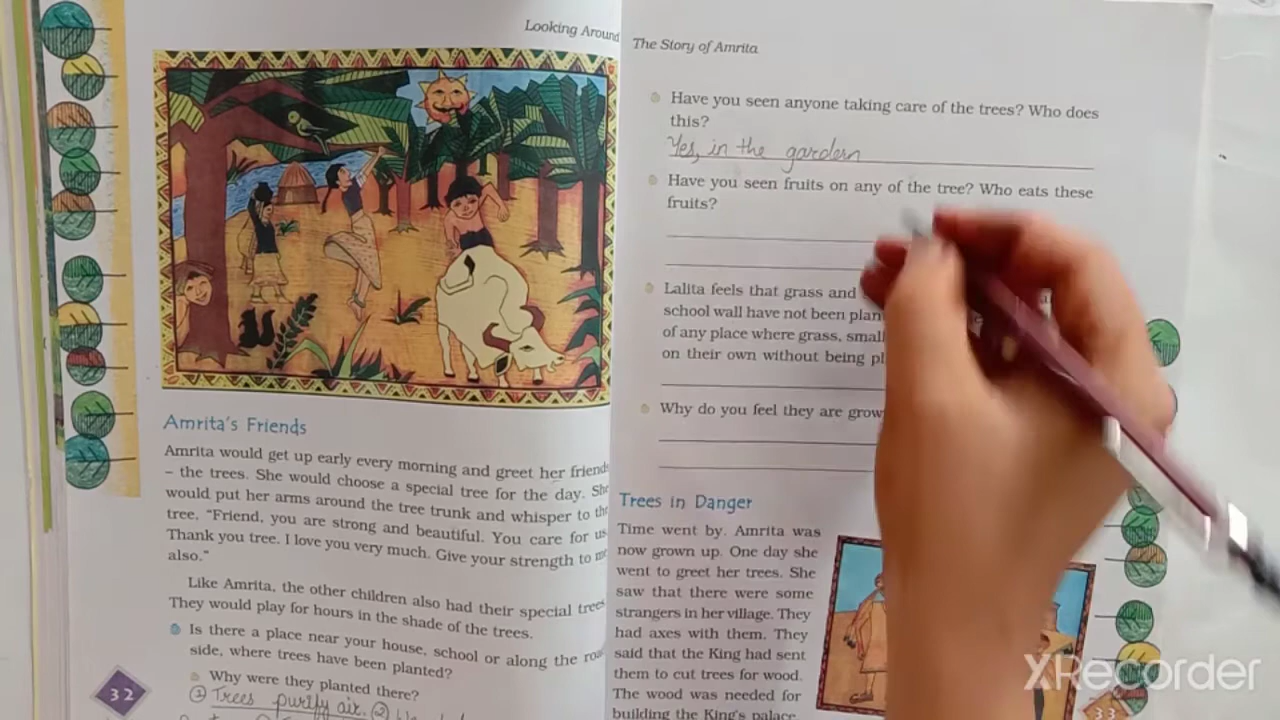 Looking Around
Amrita's Friends
Amrita would get up early every morning and greet her friends
– the trees. She would choose a special tree for the day. She
would put her arms around the tree trunk and whisper to the
tree, "Friend, you are strong and beautiful. You care for us.
Thank you tree. I love you very much. Give your strength to me
also."
Like Amrita, the other children also had their special trees.
They would play for hours in the shade of the trees.
Is there a place near your house, school or along the road
side, where trees have been planted?
Why were they planted there?
① Trees purify air. ②
32
The Story of Amrita
Have you seen anyone taking care of the trees? Who does
this?
Yes, in the gardern
Have you seen fruits on any of the tree? Who eats these
fruits?
Lalita feels that grass and
school wall have not been plan
of any place where grass, small
on their own without being pl
Why do you feel they are grow
Trees in Danger
Time went by. Amrita was
now grown up. One day she
went to greet her trees. She
saw that there were some
strangers in her village. They
had axes with them. They
said that the King had sent
them to cut trees for wood.
The wood was needed for
building the King's palace.
33
XRecorder